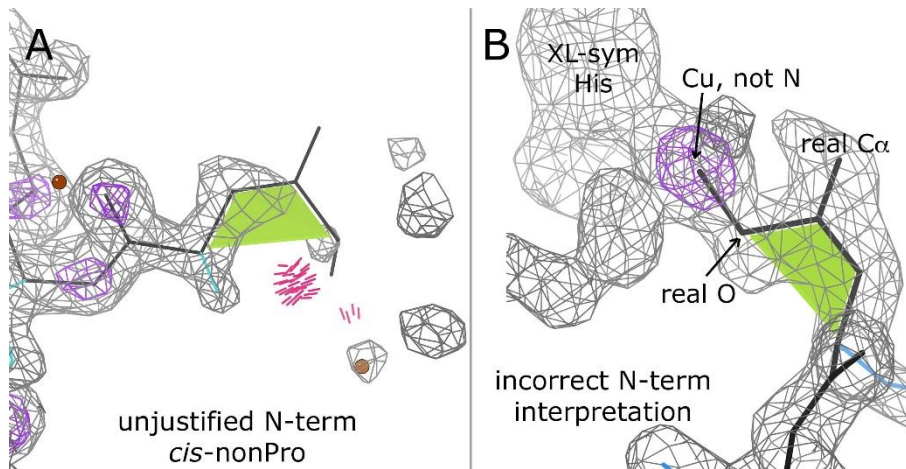 A
unjustified N-term
cis-nonPro
B
XL-sym
His
Cu, not N
real Cα
real O
incorrect N-term
interpretation